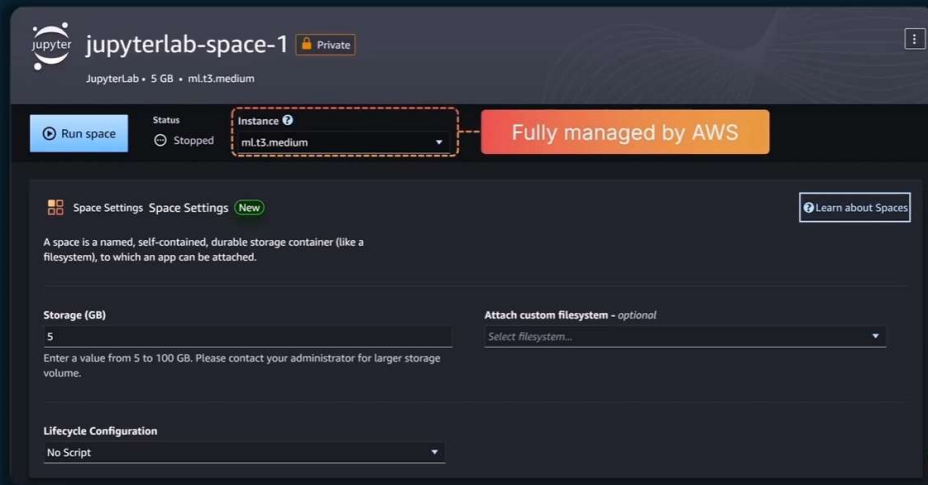 jupyter
jupyterlab-space-1 Private
JupyterLab • 5 GB • ml.t3.medium
Run space
Status
Stopped
Instance
ml.t3.medium
Fully managed by AWS
Space Settings Space Settings New
Learn about Spaces
A space is a named, self-contained, durable storage container (like a
filesystem), to which an app can be attached.
Storage (GB)
5
Enter a value from 5 to 100 GB. Please contact your administrator for larger storage
volume.
Attach custom filesystem - optional
Select filesystem...
Lifecycle Configuration
No Script